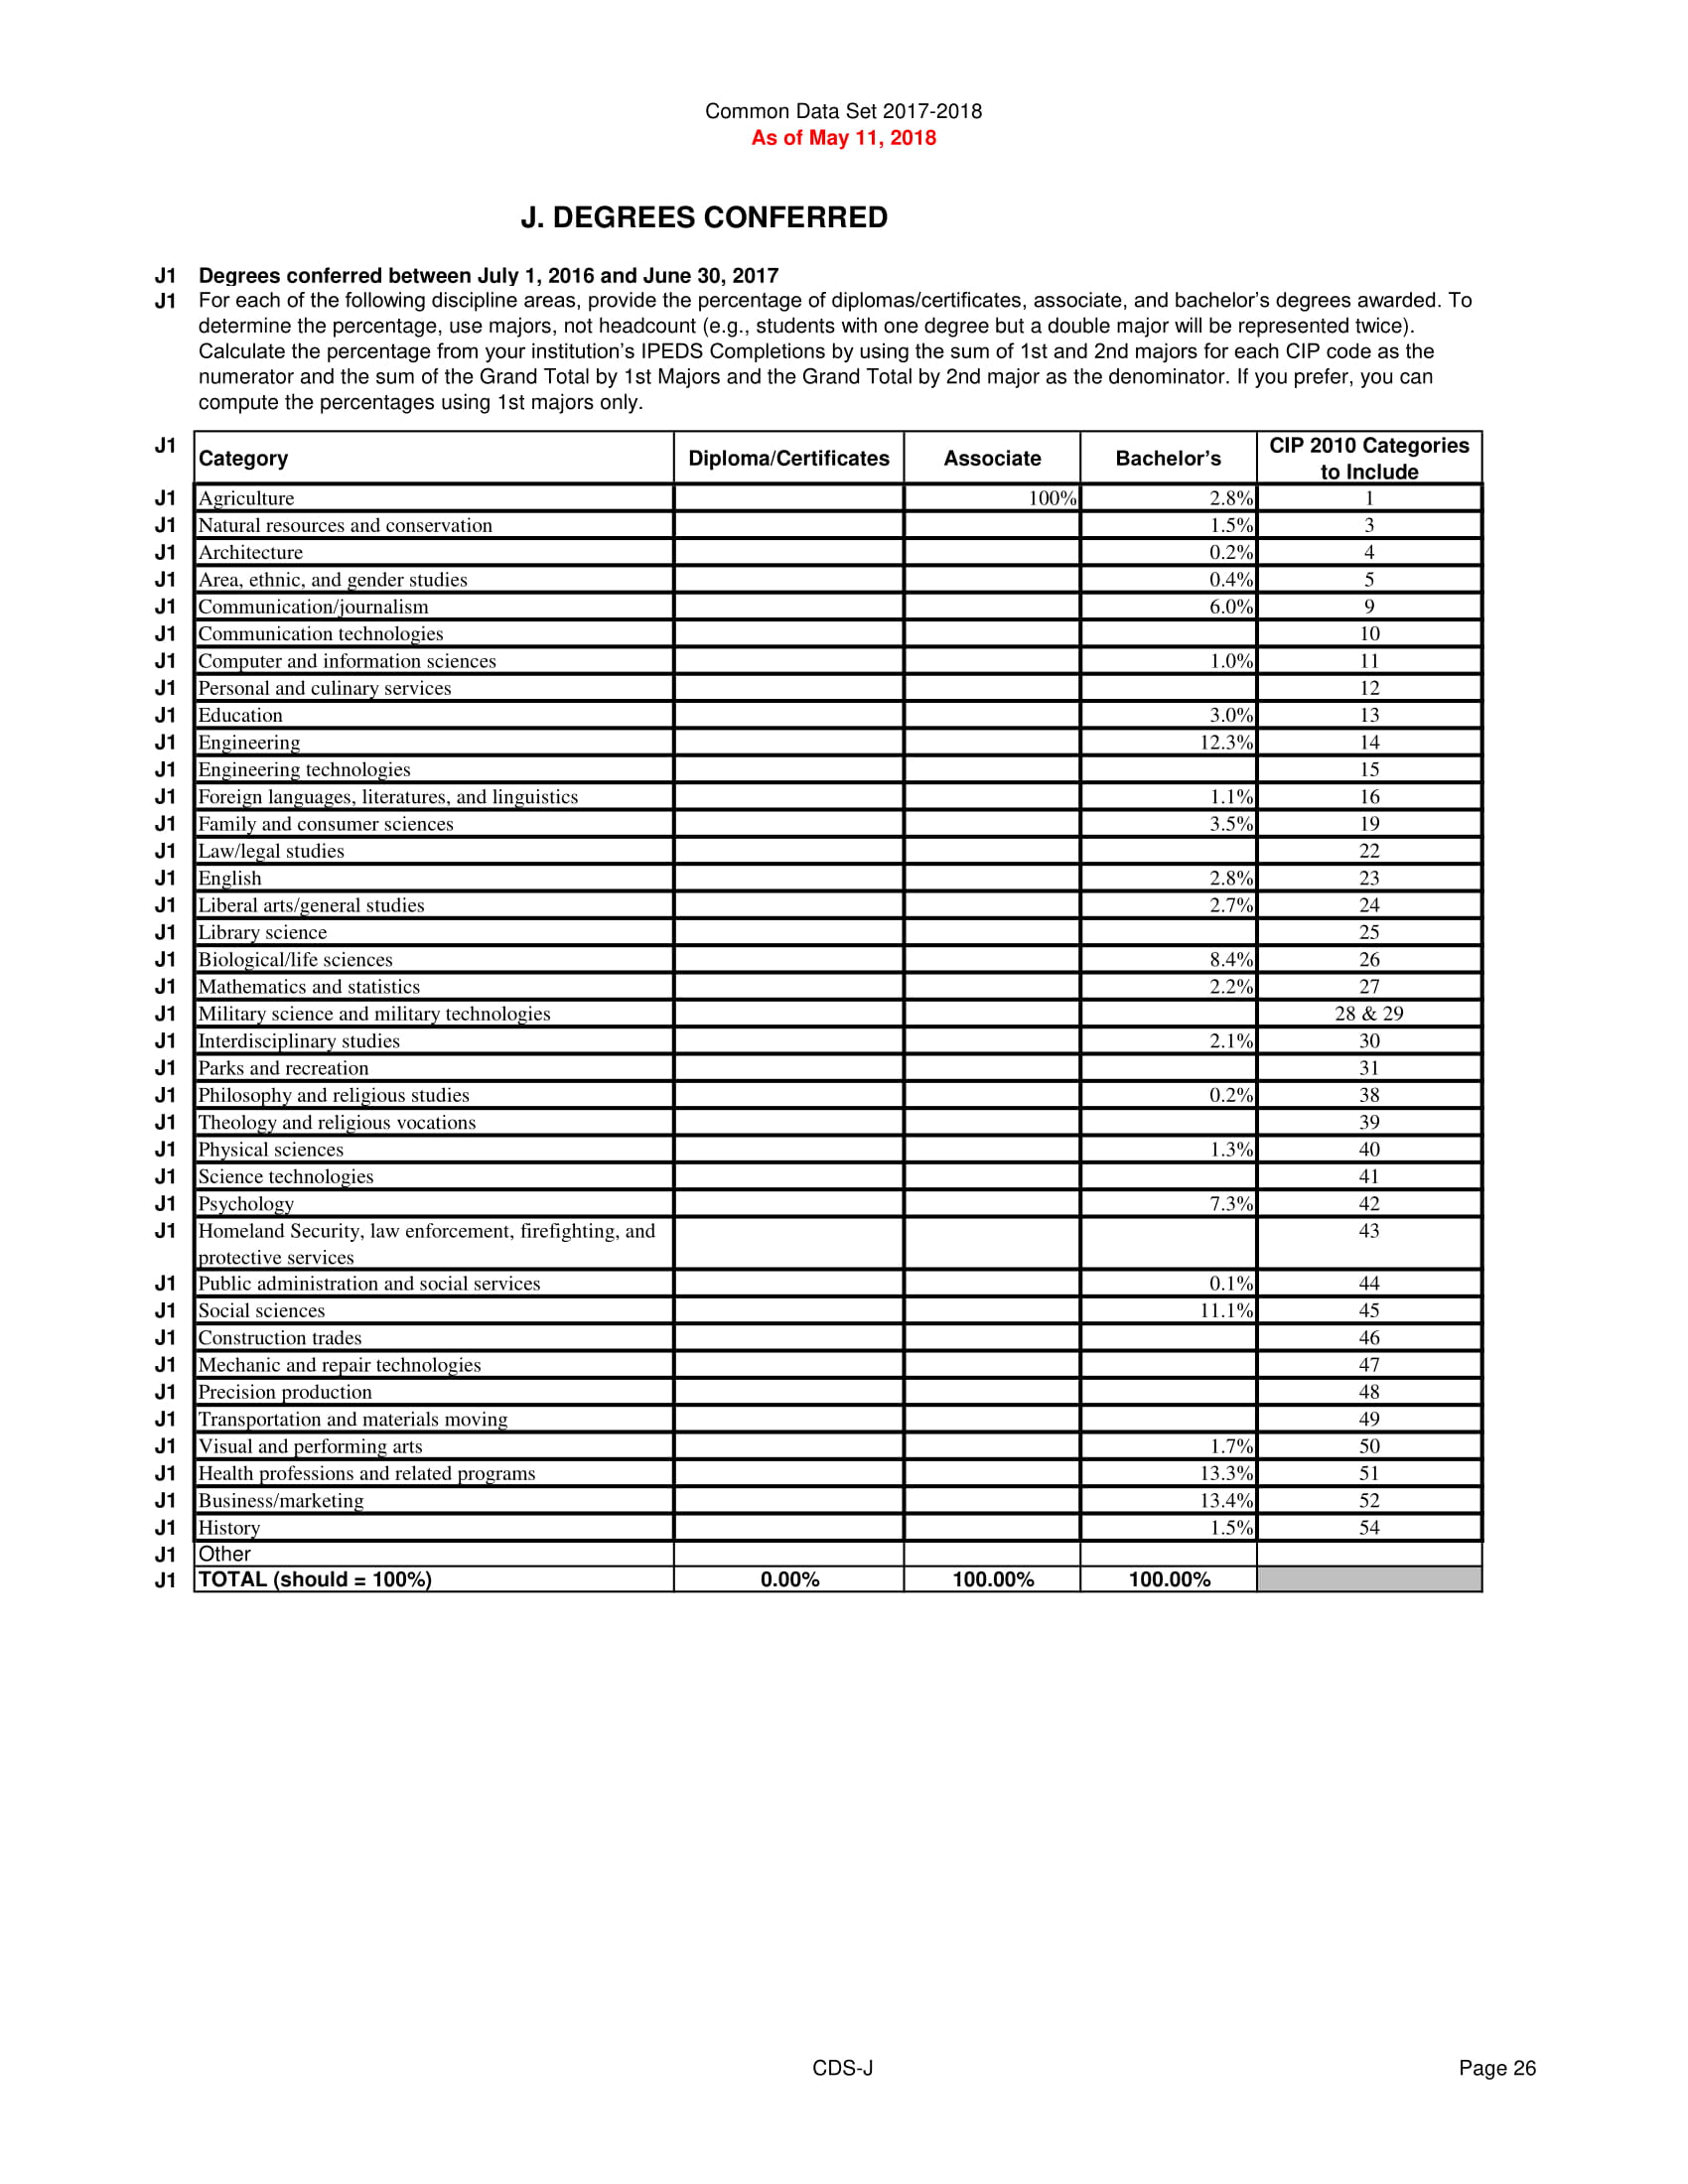 Common Data Set 2017-2018
As of May 11, 2018
J. DEGREES CONFERRED
J1 Degrees conferred between July 1, 2016 and June 30, 2017
J1 For each of the following discipline areas, provide the percentage of diplomas/certificates, associate, and bachelor’s degrees awarded. To
determine the percentage, use majors, not headcount (e.g., students with one degree but a double major will be represented twice).
Calculate the percentage from your institution’s IPEDS Completions by using the sum of 1st and 2nd majors for each CIP code as the
numerator and the sum of the Grand Total by 1st Majors and the Grand Total by 2nd major as the denominator. If you prefer, you can
compute the percentages using 1st majors only.
J1 Category Diploma/Certificates Associate Bachelor’s CIP 2010 Categories
to Include
J1 Agriculture 100% 2.8% 1
J1 Natural resources and conservation 1.5% 3
J1 Architecture 0.2% 4
J1 Area, ethnic, and gender studies 0.4% 5
J1 Communication/journalism 6.0% 9
J1 Communication technologies 10
J1 Computer and information sciences 1.0% 11
J1 Personal and culinary services 12
J1 Education 3.0% 13
J1 Engineering 12.3% 14
J1 Engineering technologies 15
J1 Foreign languages, literatures, and linguistics 1.1% 16
J1 Family and consumer sciences 3.5% 19
J1 Law/legal studies 22
J1 English 2.8% 23
J1 Liberal arts/general studies 2.7% 24
J1 Library science 25
J1 Biological/life sciences 8.4% 26
J1 Mathematics and statistics 2.2% 27
J1 Military science and military technologies 28 & 29
J1 Interdisciplinary studies 2.1% 30
J1 Parks and recreation 31
J1 Philosophy and religious studies 0.2% 38
J1 Theology and religious vocations 39
J1 Physical sciences 1.3% 40
J1 Science technologies 41
J1 Psychology 7.3% 42
J1 Homeland Security, law enforcement, firefighting, and 43
protective services
J1 Public administration and social services 0.1% 44
J1 Social sciences 11.1% 45
J1 Construction trades 46
J1 Mechanic and repair technologies 47
J1 Precision production 48
J1 Transportation and materials moving 49
J1 Visual and performing arts 1.7% 50
J1 Health professions and related programs 13.3% 51
J1 Business/marketing 13.4% 52
J1 History 1.5% 54
J1 Other
J1 TOTAL (should = 100%) 0.00% 100.00% 100.00%
CDS-J Page 26